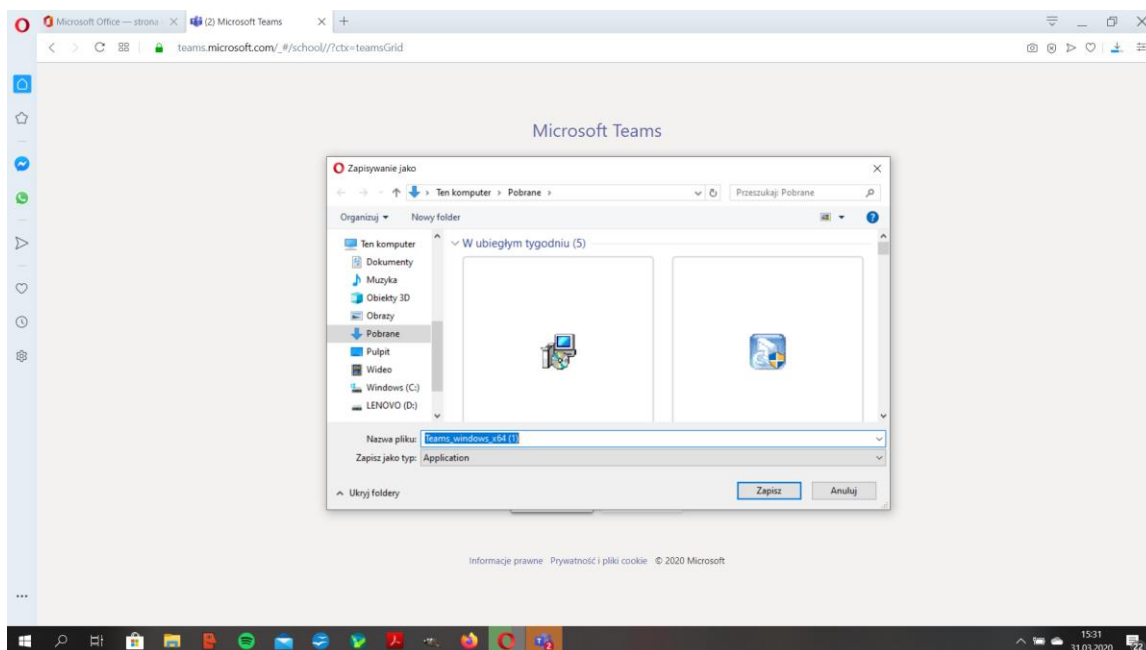 Microsoft Office — strona
(2) Microsoft Teams
teams.microsoft.com/_#/school//?ctx=teamsGrid
Microsoft Teams
Zapisywanie jako
Ten komputer › Pobrane ›
Przeszukaj: Pobrane
Organizuj
Nowy folder
Ten komputer
Dokumenty
Muzyka
Obiekty 3D
Obrazy
Pobrane
Pulpit
Wideo
Windows (C:)
LENOVO (D:)
W ubiegłym tygodniu (5)
Nazwa pliku: Teams_windows_x64 (1)
Zapisz jako typ: Application
Ukryj foldery
Zapisz
Anuluj
Informacje prawne Prywatność i pliki cookie © 2020 Microsoft
15:31
31.03.2020